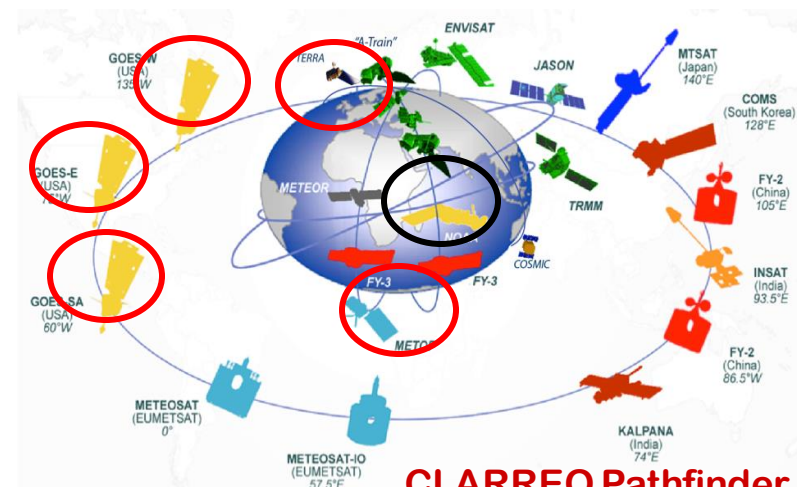 ENVISAT
"A-Train"
TERRA
GOES-W
(USA)
135°W
JASON
MTSAT
(Japan)
140°E
COMS
(South Korea)
128°E
GOES-E
(USA)
75°W
FY-2
(China)
105°E
METEOR
TRMM
NOAA
COSMIC
INSAT
(India)
93.5°E
FY-3
FY-3
GOES-SA
(USA)
60°W
METOP
FY-2
(China)
86.5°W
METEOSAT
(EUMETSAT)
0°
KALPANA
(India)
74°E
METEOSAT-IO
(EUMETSAT)
57.5°E
CLARREO Pathfinder